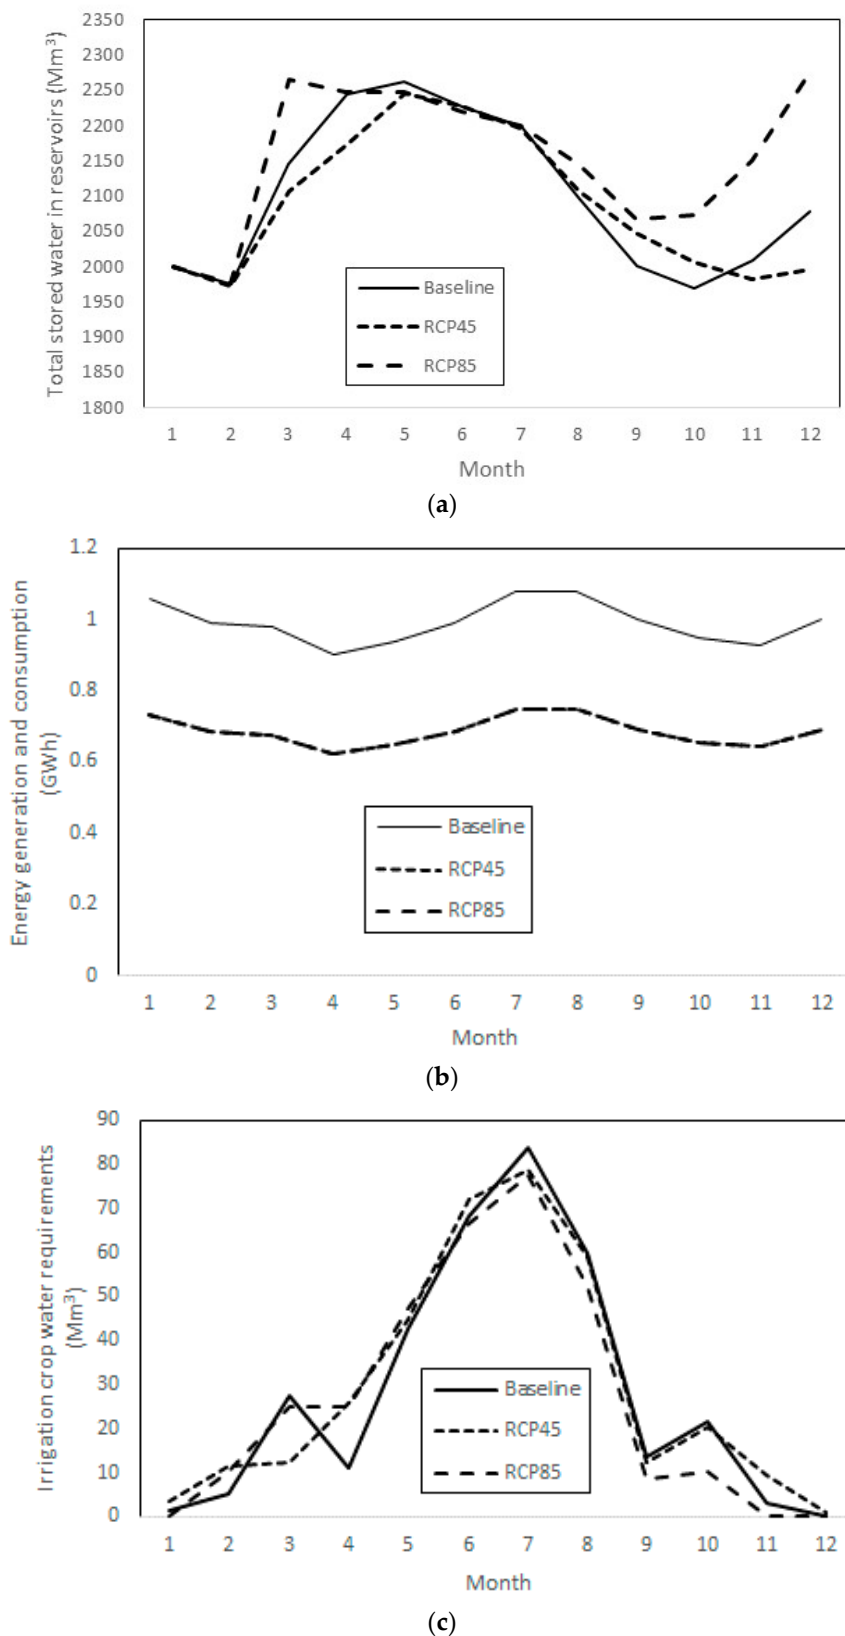 2350
2300
2250
2200
2150
2100
2050
2000
1950
1900
1850
1800
Total stored water in reservoirs (Mm³)
Baseline
RCP45
RCP85
1 2 3 4 5 6 7 8 9 10 11 12
Month
(a)
1.2
1
0.8
0.6
0.4
0.2
0
Energy generation and consumption
(GWh)
Baseline
RCP45
RCP85
1 2 3 4 5 6 7 8 9 10 11 12
Month
(b)
90
80
70
60
50
40
30
20
10
0
Irrigation crop water requirements
(Mm³)
Baseline
RCP45
RCP85
1 2 3 4 5 6 7 8 9 10 11 12
Month
(c)